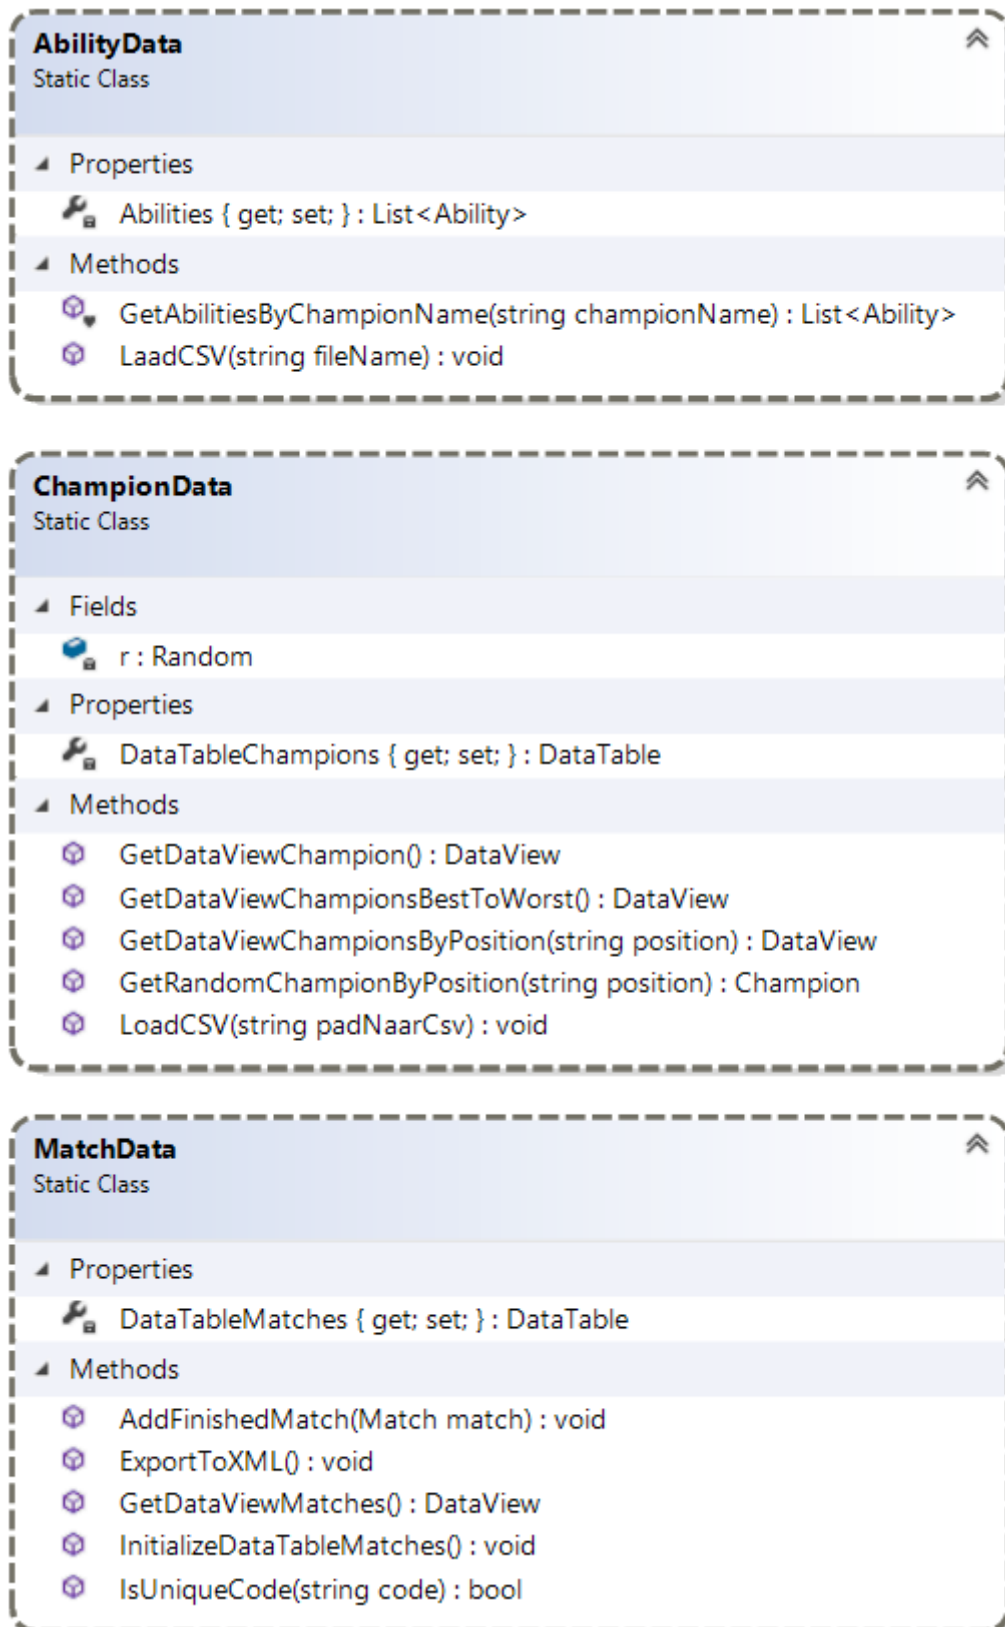 AbilityData
Static Class
Properties
Abilities { get; set; } : List<Ability>
Methods
GetAbilitiesByChampionName(string championName) : List<Ability>
LaadCSV(string fileName) : void
ChampionData
Static Class
Fields
r : Random
Properties
DataTableChampions { get; set; } : DataTable
Methods
GetDataViewChampion() : DataView
GetDataViewChampionsBestToWorst() : DataView
GetDataViewChampionsByPosition(string position) : DataView
GetRandomChampionByPosition(string position) : Champion
LoadCSV(string padNaarCsv) : void
MatchData
Static Class
Properties
DataTableMatches { get; set; } : DataTable
Methods
AddFinishedMatch(Match match) : void
ExportToXML() : void
GetDataViewMatches() : DataView
InitializeDataTableMatches() : void
IsUniqueCode(string code) : bool